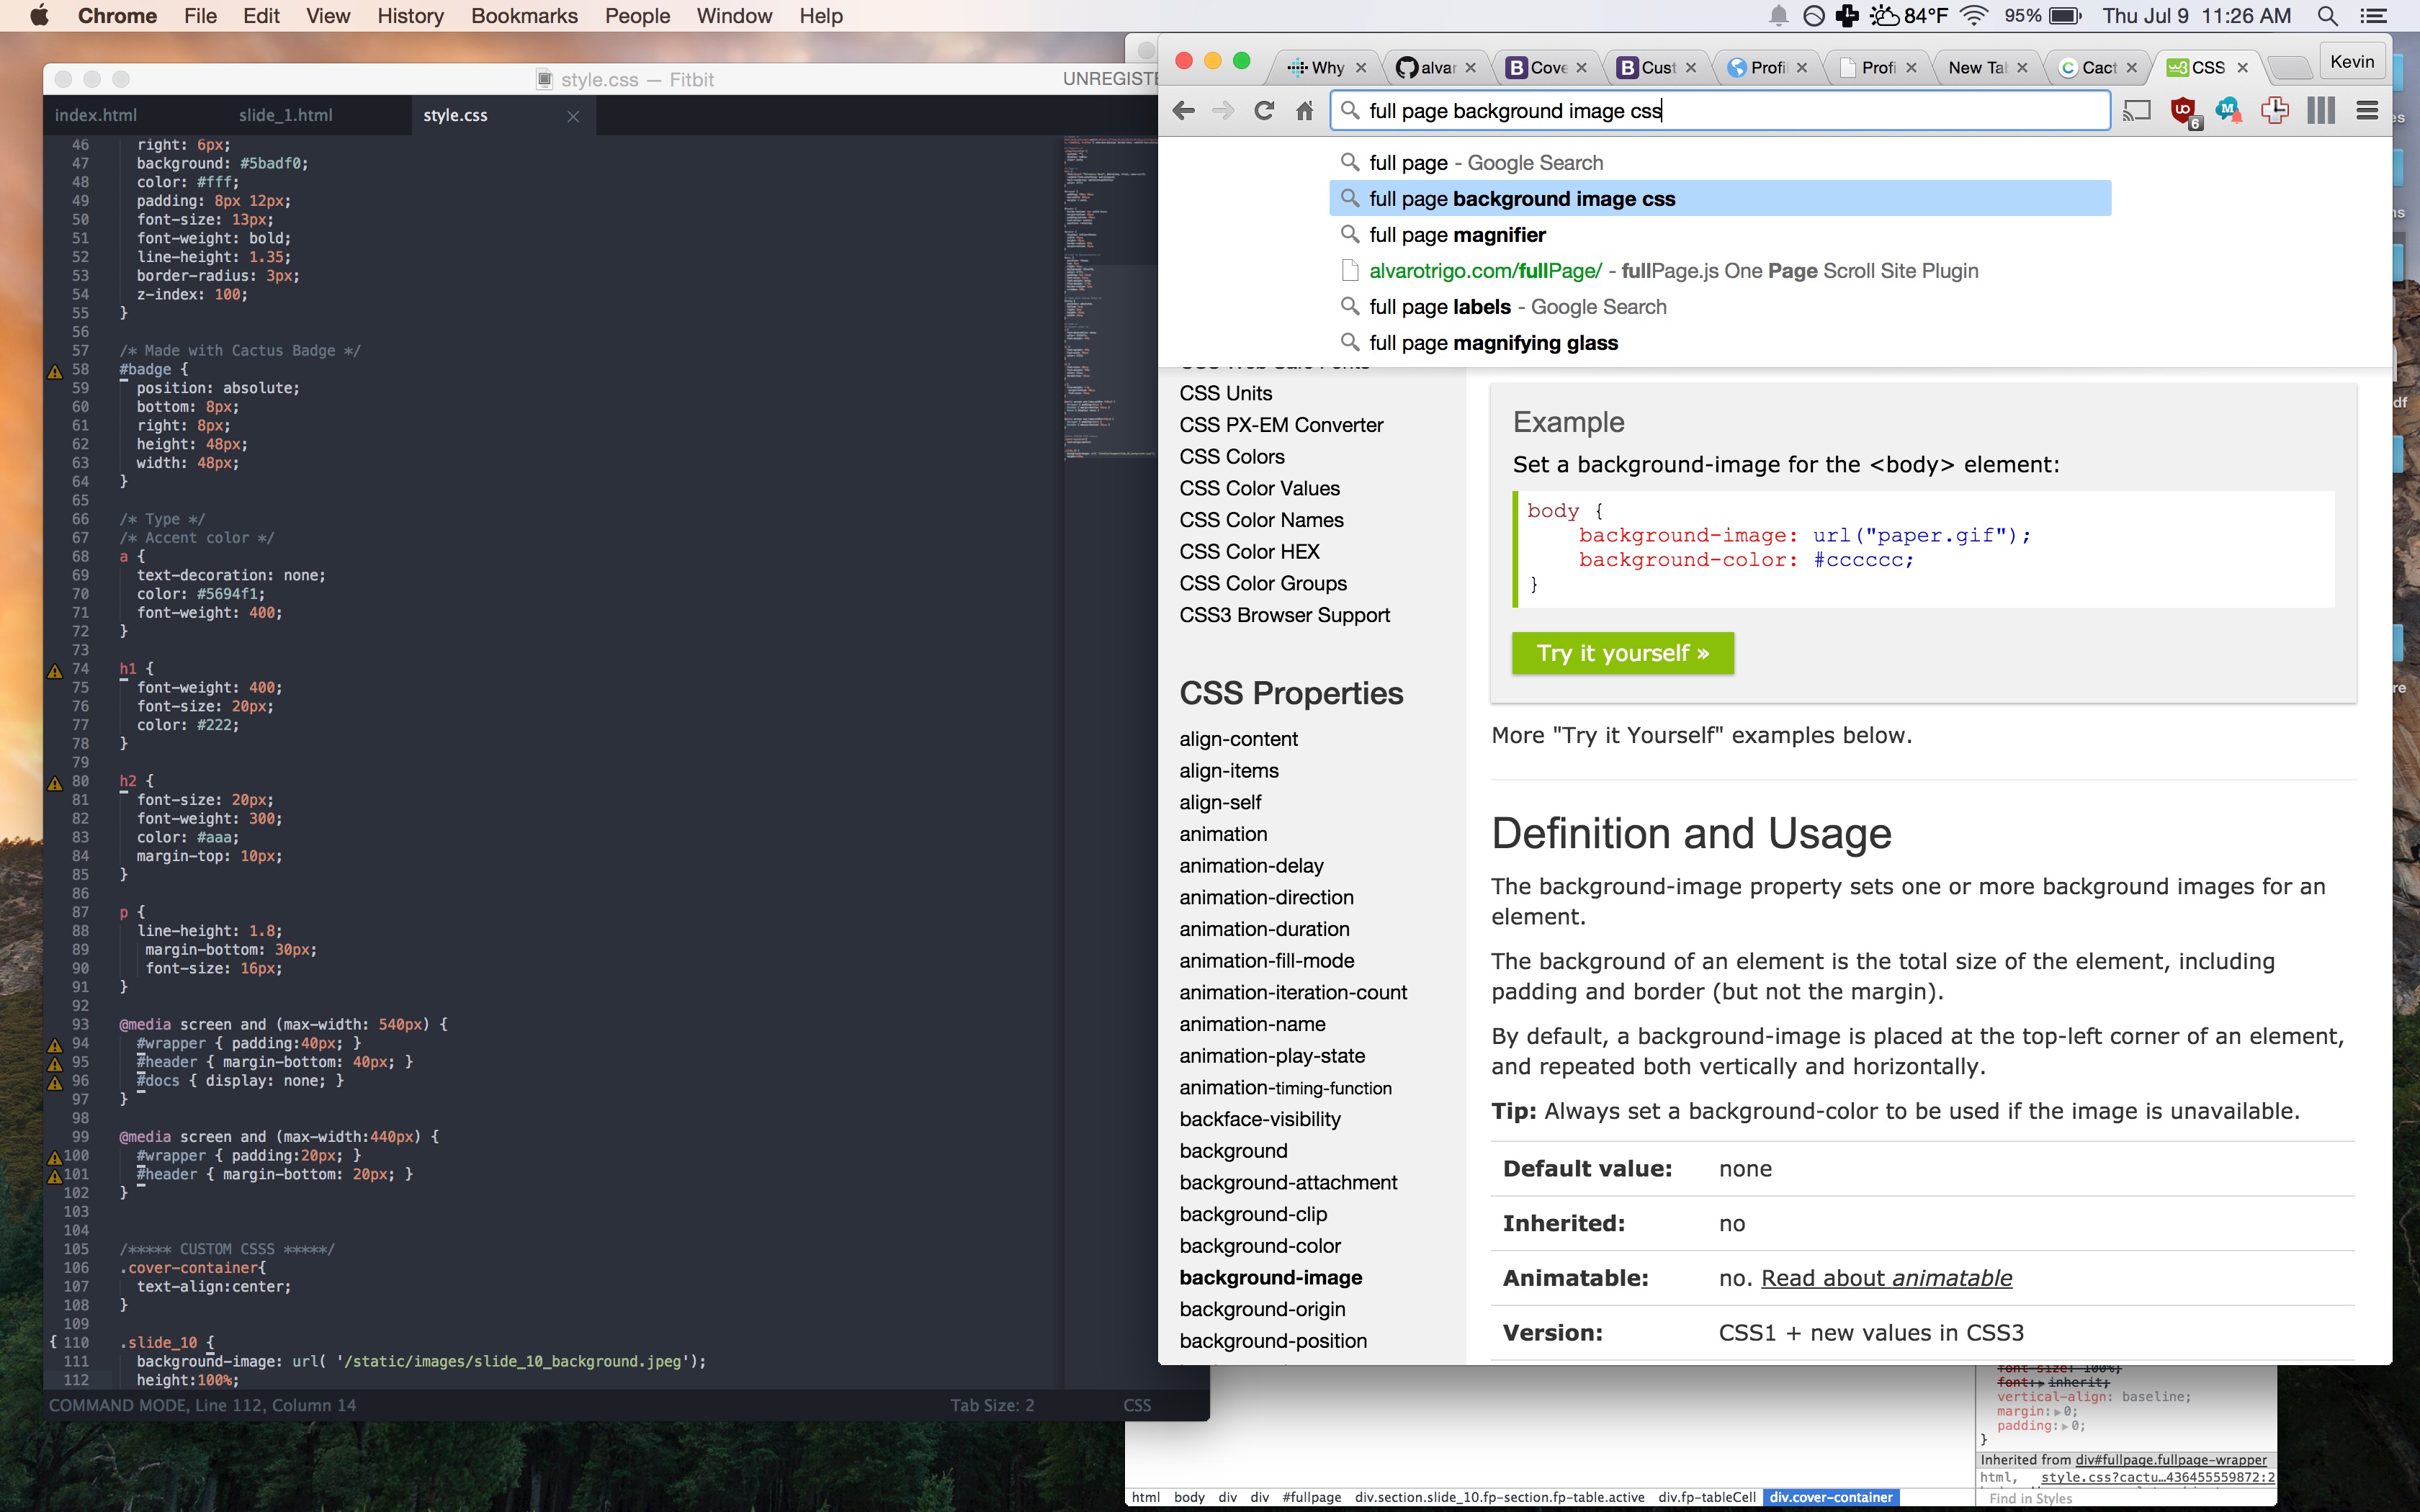 Chrome File Edit View History Bookmarks People Window Help
84°F 95% Thu Jul 9 11:26 AM
style.css — Fitbit
UNREGISTE
index.html slide_1.html style.css
46 right: 6px;
47 background: #5badf0;
48 color: #fff;
49 padding: 8px 12px;
50 font-size: 13px;
51 font-weight: bold;
52 line-height: 1.35;
53 border-radius: 3px;
54 z-index: 100;
55 }
56
57 /* Made with Cactus Badge */
58 #badge {
59 position: absolute;
60 bottom: 8px;
61 right: 8px;
62 height: 48px;
63 width: 48px;
64 }
65
66 /* Type */
67 /* Accent color */
68 a {
69 text-decoration: none;
70 color: #5694f1;
71 font-weight: 400;
72 }
73
74 h1 {
75 font-weight: 400;
76 font-size: 20px;
77 color: #222;
78 }
79
80 h2 {
81 font-size: 20px;
82 font-weight: 300;
83 color: #aaa;
84 margin-top: 10px;
85 }
86
87 p {
88 line-height: 1.8;
89 margin-bottom: 30px;
90 font-size: 16px;
91 }
92
93 @media screen and (max-width: 540px) {
94 #wrapper { padding:40px; }
95 #header { margin-bottom: 40px; }
96 #docs { display: none; }
97 }
98
99 @media screen and (max-width:440px) {
100 #wrapper { padding:20px; }
101 #header { margin-bottom: 20px; }
102 }
103
104
105 /***** CUSTOM CSSS *****/
106 .cover-container{
107 text-align:center;
108 }
109
{ 110 .slide_10 {
111 background-image: url( '/static/images/slide_10_background.jpeg');
112 height:100%;
COMMAND MODE, Line 112, Column 14 Tab Size: 2 CSS
Why alvar Cove Cust Profi Profi New Ta Cact CSS Kevin
full page background image css
6
full page - Google Search
full page background image css
full page magnifier
alvarotrigo.com/fullPage/ - fullPage.js One Page Scroll Site Plugin
full page labels - Google Search
full page magnifying glass
CSS Web Safe Fonts
CSS Units
CSS PX-EM Converter
CSS Colors
CSS Color Values
CSS Color Names
CSS Color HEX
CSS Color Groups
CSS3 Browser Support
CSS Properties
align-content
align-items
align-self
animation
animation-delay
animation-direction
animation-duration
animation-fill-mode
animation-iteration-count
animation-name
animation-play-state
animation-timing-function
backface-visibility
background
background-attachment
background-clip
background-color
background-image
background-origin
background-position
Example
Set a background-image for the <body> element:
body {
background-image: url("paper.gif");
background-color: #cccccc;
}
Try it yourself »
More "Try it Yourself" examples below.
Definition and Usage
The background-image property sets one or more background images for an
element.
The background of an element is the total size of the element, including
padding and border (but not the margin).
By default, a background-image is placed at the top-left corner of an element,
and repeated both vertically and horizontally.
Tip: Always set a background-color to be used if the image is unavailable.
Default value: none
Inherited: no
Animatable: no. Read about animatable
Version: CSS1 + new values in CSS3
font-size: 100%;
font: inherit;
vertical-align: baseline;
margin: 0;
padding: 0;
}
Inherited from div#fullpage.fullpage-wrapper
html, style.css?cactu…436455559872:2
Find in Styles
html body div div #fullpage div.section.slide_10.fp-section.fp-table.active div.fp-tableCell div.cover-container